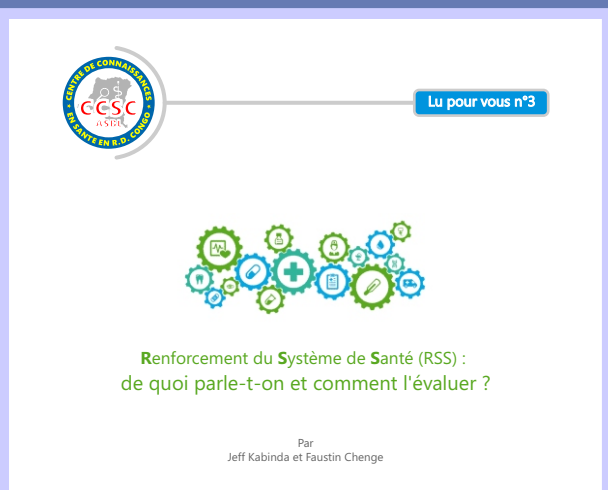 CENTRE DE CONNAISSANCES
CCSC
ASBL
EN SANTE EN R.D. CONGO
Lu pour vous n°3
Renforcement du Système de Santé (RSS) :
de quoi parle-t-on et comment l'évaluer ?
Par
Jeff Kabinda et Faustin Chenge